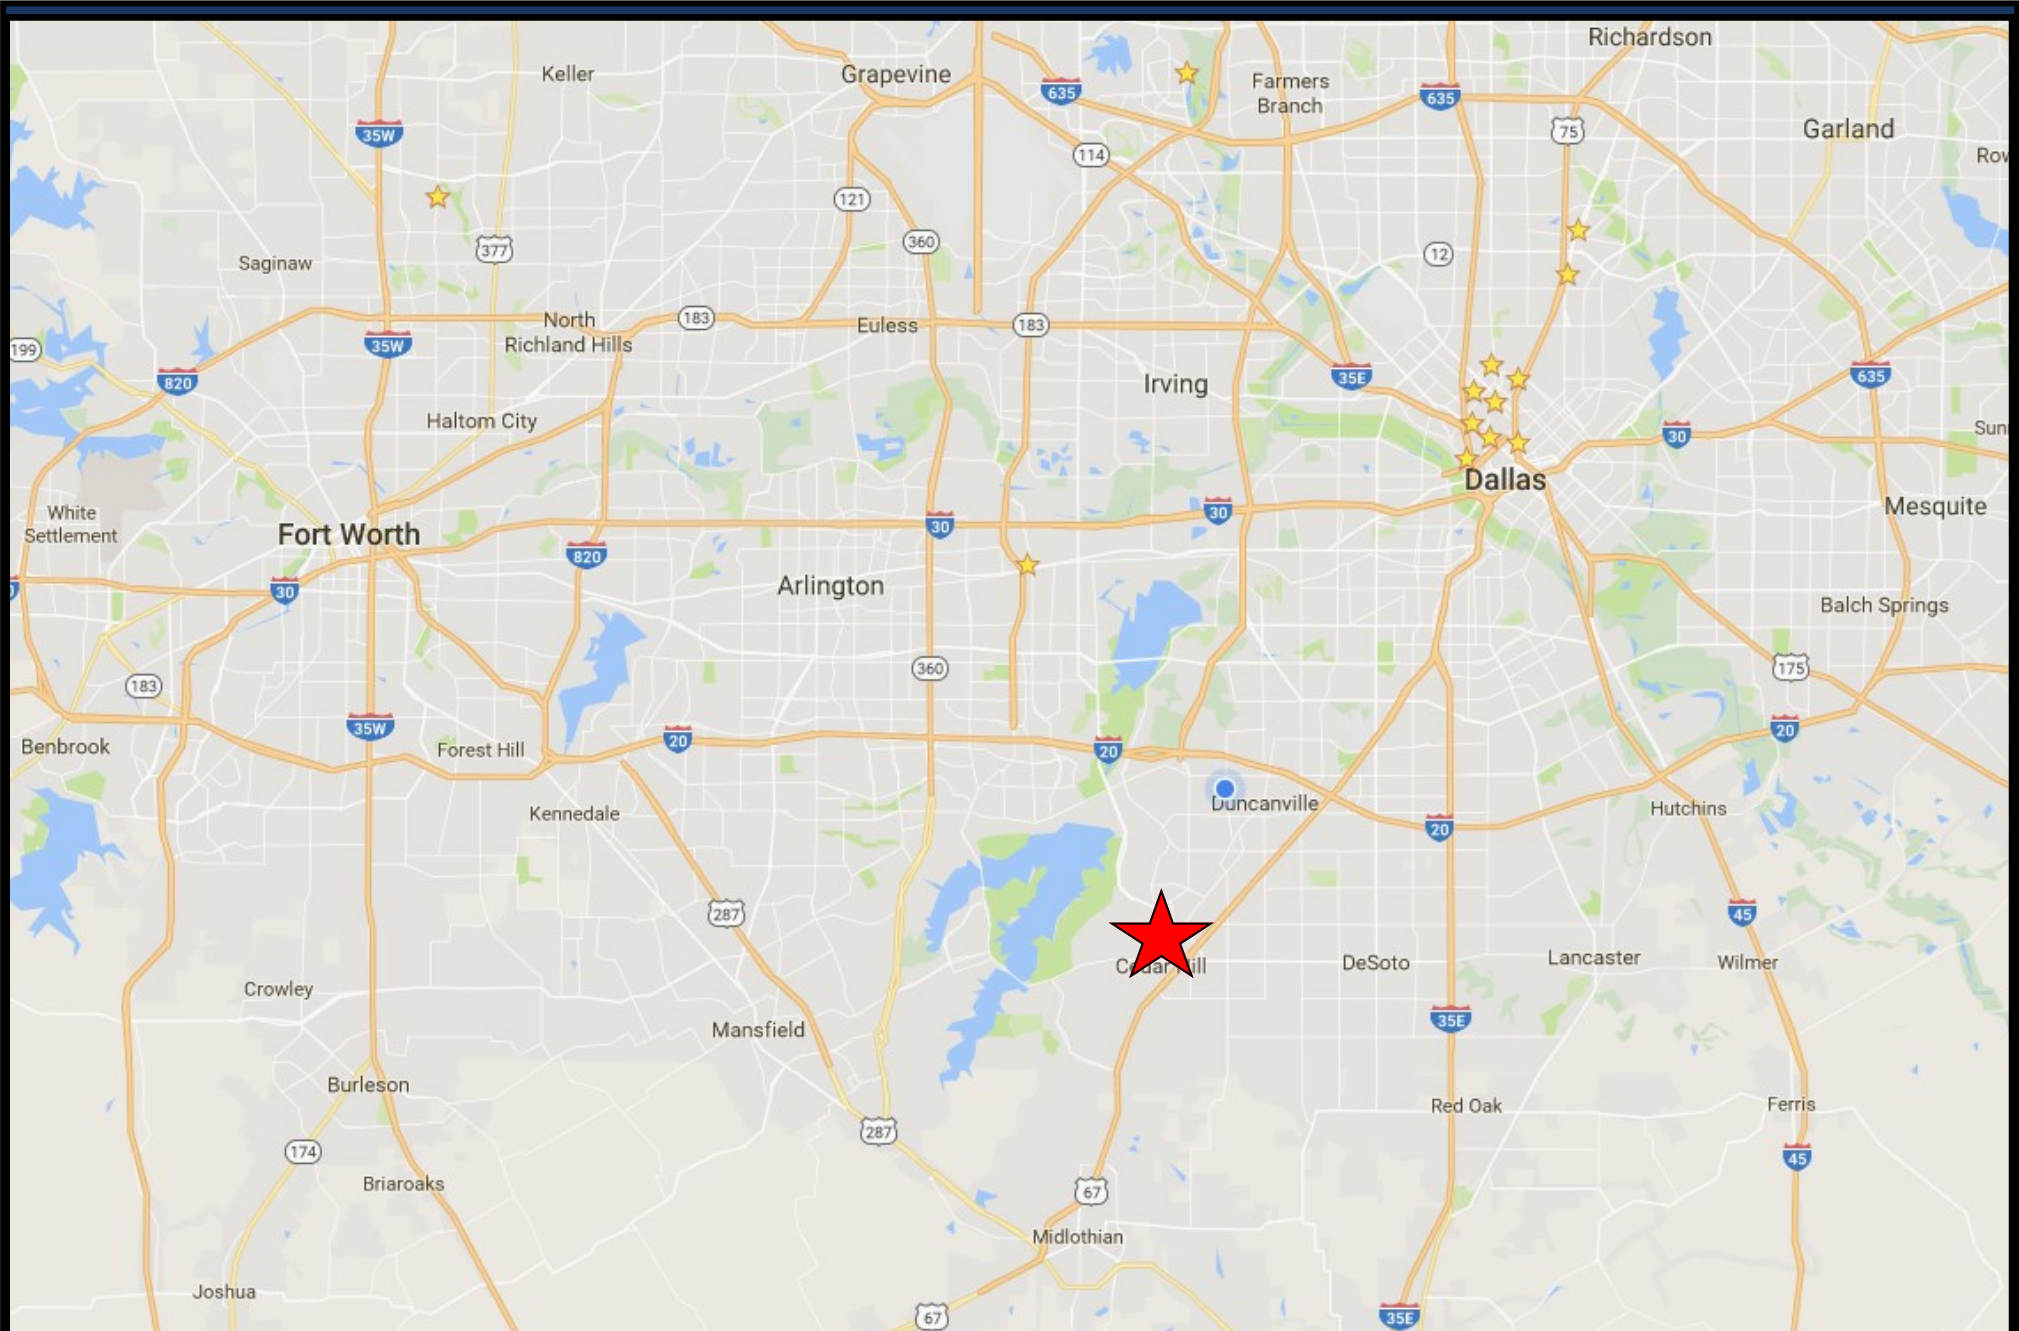 Richardson
Keller
Grapevine
635
Farmers
Branch
635
75
Garland
35W
114
121
377
360
12
Saginaw
North
Richland Hills
183
Euless
183
199
35W
820
Irving
35E
635
Haltom City
30
White
Settlement
Fort Worth
30
30
Dallas
Mesquite
820
30
Arlington
Balch Springs
183
360
175
35W
20
20
20
Benbrook
Forest Hill
Kennedale
Duncanville
20
Hutchins
287
45
Cedar Hill
DeSoto
Lancaster
Wilmer
Crowley
Mansfield
35E
Burleson
Red Oak
Ferris
287
174
45
Briaroaks
67
Midlothian
Joshua
67
35E